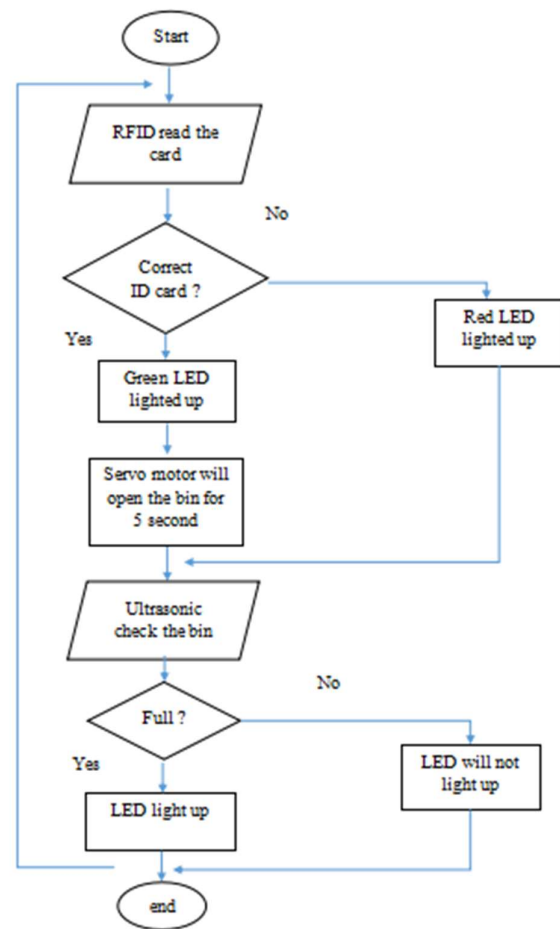 Start
RFID read the
card
No
Correct
ID card ?
Yes
Red LED
lighted up
Green LED
lighted up
Servo motor will
open the bin for
5 second
Ultrasonic
check the bin
No
Full ?
Yes
LED will not
light up
LED light up
end